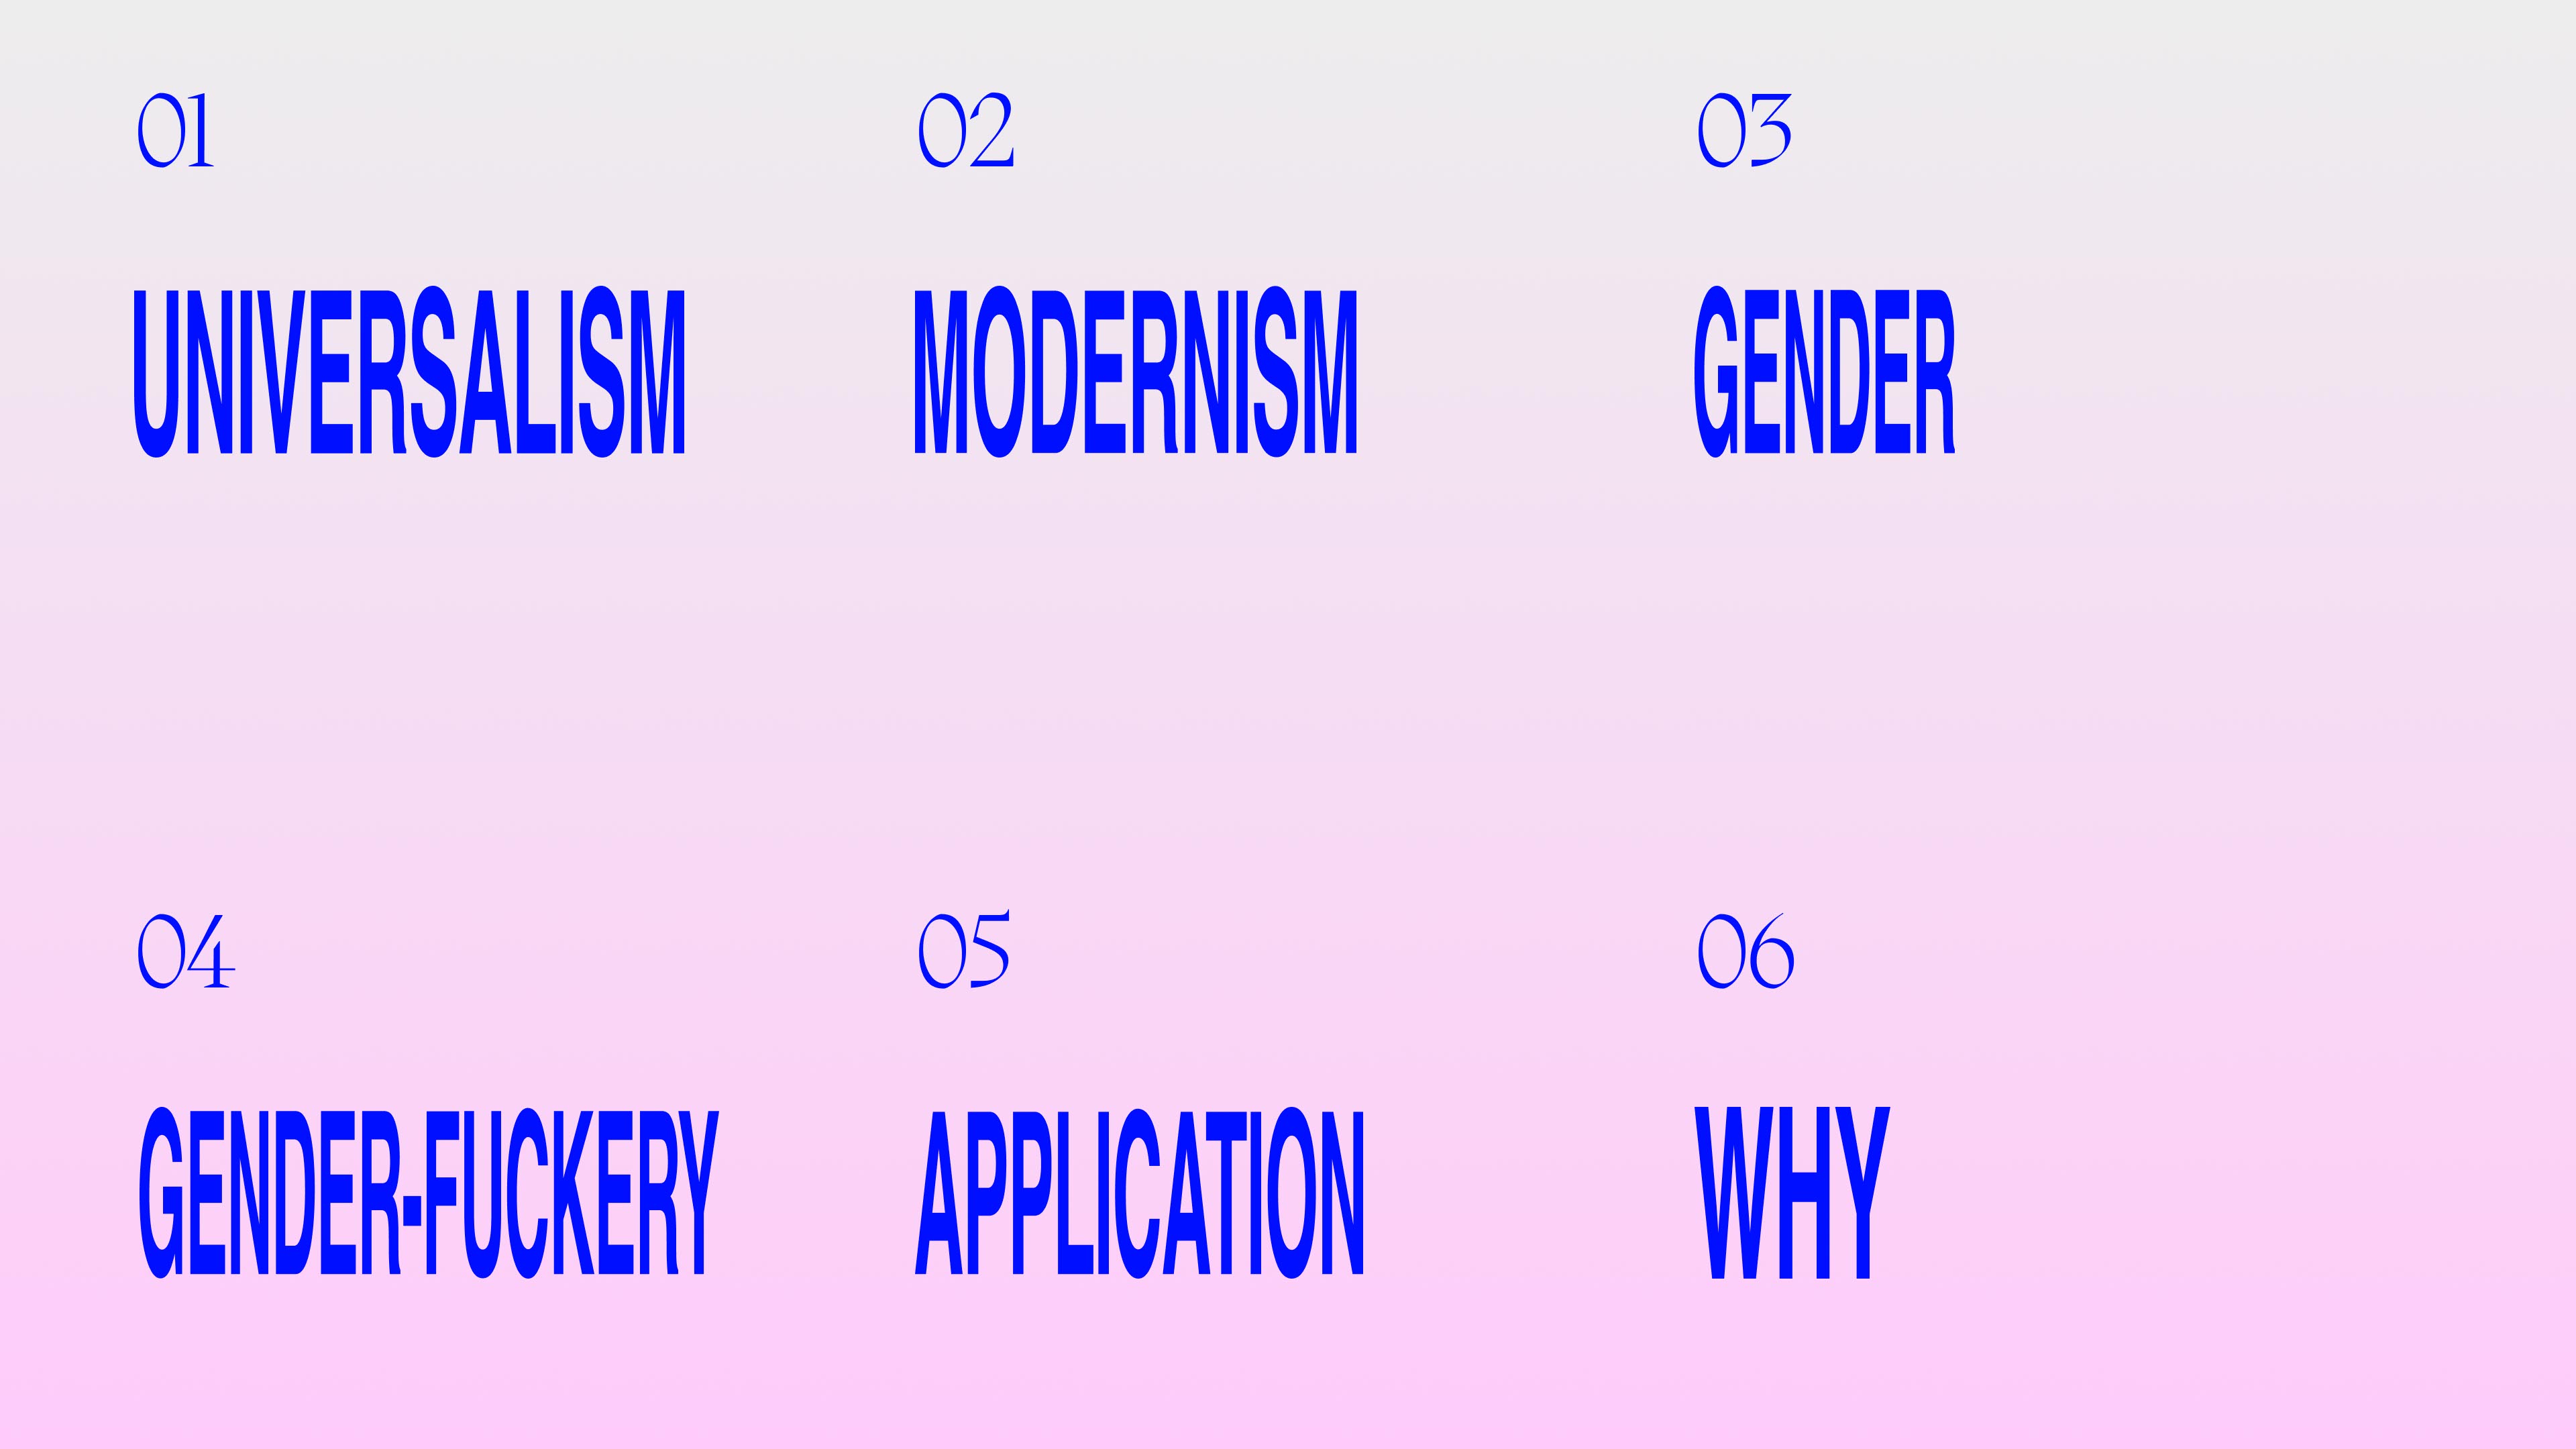 01
UNIVERSALISM
02
MODERNISM
03
GENDER
04
GENDER-FUCKERY
05
APPLICATION
06
WHY